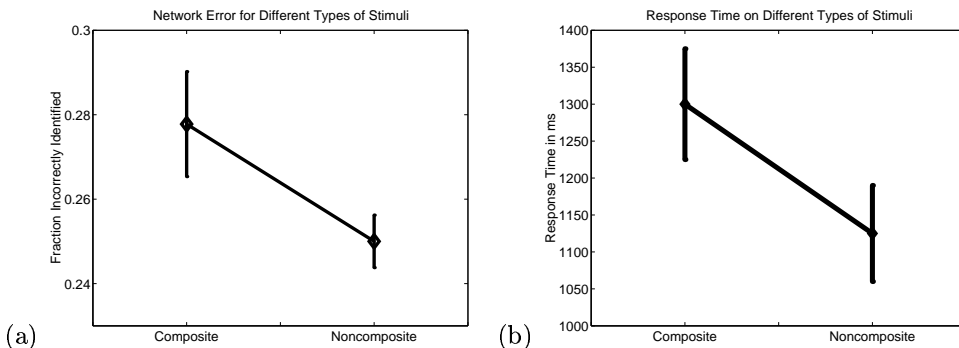 Network Error for Different Types of Stimuli
0.3
0.28
0.26
0.24
Fraction Incorrectly Identified
Composite
Noncomposite
(a)
Response Time on Different Types of Stimuli
1400
1350
1300
1250
1200
1150
1100
1050
1000
Response Time in ms
Composite
Noncomposite
(b)